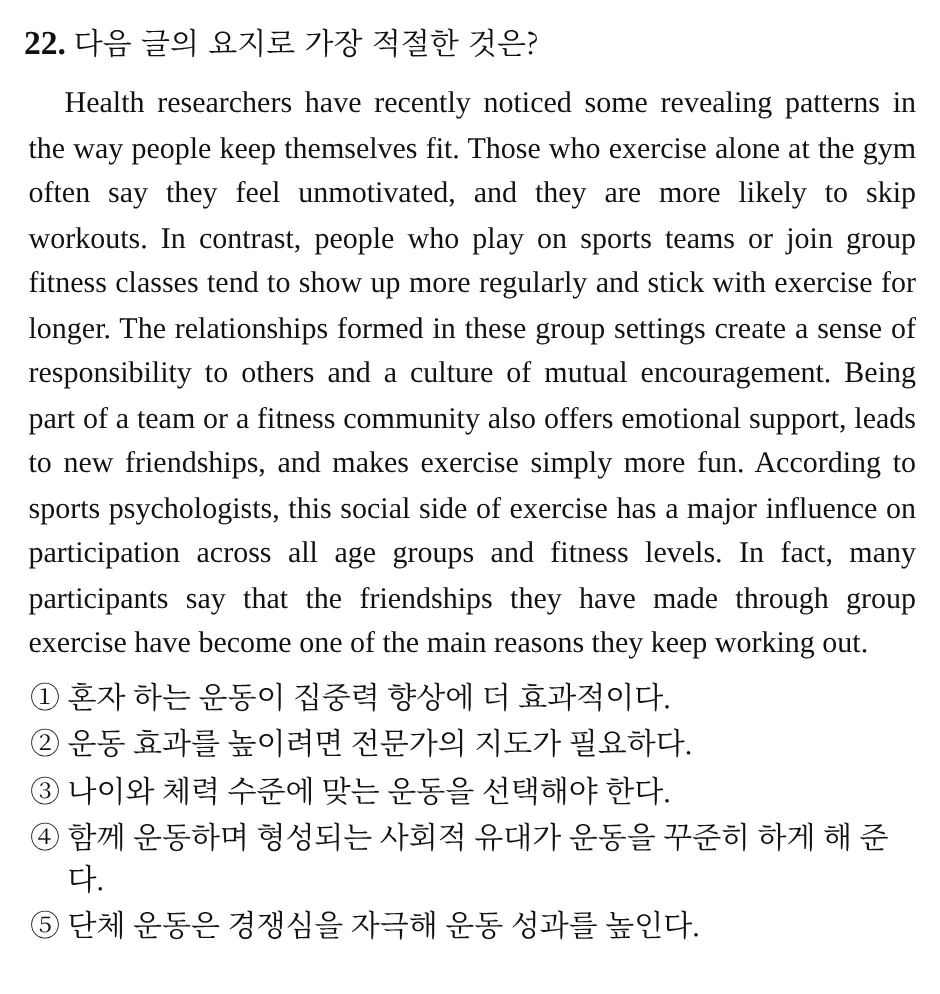 22. 다음 글의 요지로 가장 적절한 것은?
Health researchers have recently noticed some revealing patterns in
the way people keep themselves fit. Those who exercise alone at the gym
often say they feel unmotivated, and they are more likely to skip
workouts. In contrast, people who play on sports teams or join group
fitness classes tend to show up more regularly and stick with exercise for
longer. The relationships formed in these group settings create a sense of
responsibility to others and a culture of mutual encouragement. Being
part of a team or a fitness community also offers emotional support, leads
to new friendships, and makes exercise simply more fun. According to
sports psychologists, this social side of exercise has a major influence on
participation across all age groups and fitness levels. In fact, many
participants say that the friendships they have made through group
exercise have become one of the main reasons they keep working out.
① 혼자 하는 운동이 집중력 향상에 더 효과적이다.
② 운동 효과를 높이려면 전문가의 지도가 필요하다.
③ 나이와 체력 수준에 맞는 운동을 선택해야 한다.
④ 함께 운동하며 형성되는 사회적 유대가 운동을 꾸준히 하게 해 준
다.
⑤ 단체 운동은 경쟁심을 자극해 운동 성과를 높인다.